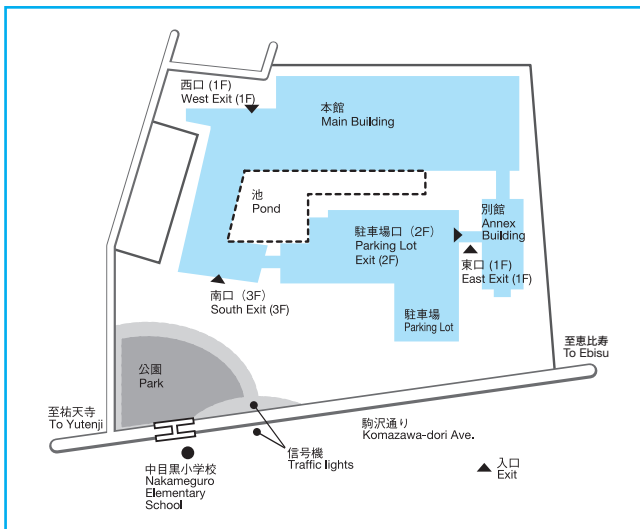 西口 (1F)
West Exit (1F)
本館
Main Building
池
Pond
駐車場口（2F）
Parking Lot
Exit (2F)
別館
Annex
Building
東口 (1F)
East Exit (1F)
南口（3F）
South Exit (3F)
駐車場
Parking Lot
至恵比寿
To Ebisu
公園
Park
至祐天寺
To Yutenji
駒沢通り
Komazawa-dori Ave.
信号機
Traffic lights
中目黒小学校
Nakameguro
Elementary
School
入口
Exit